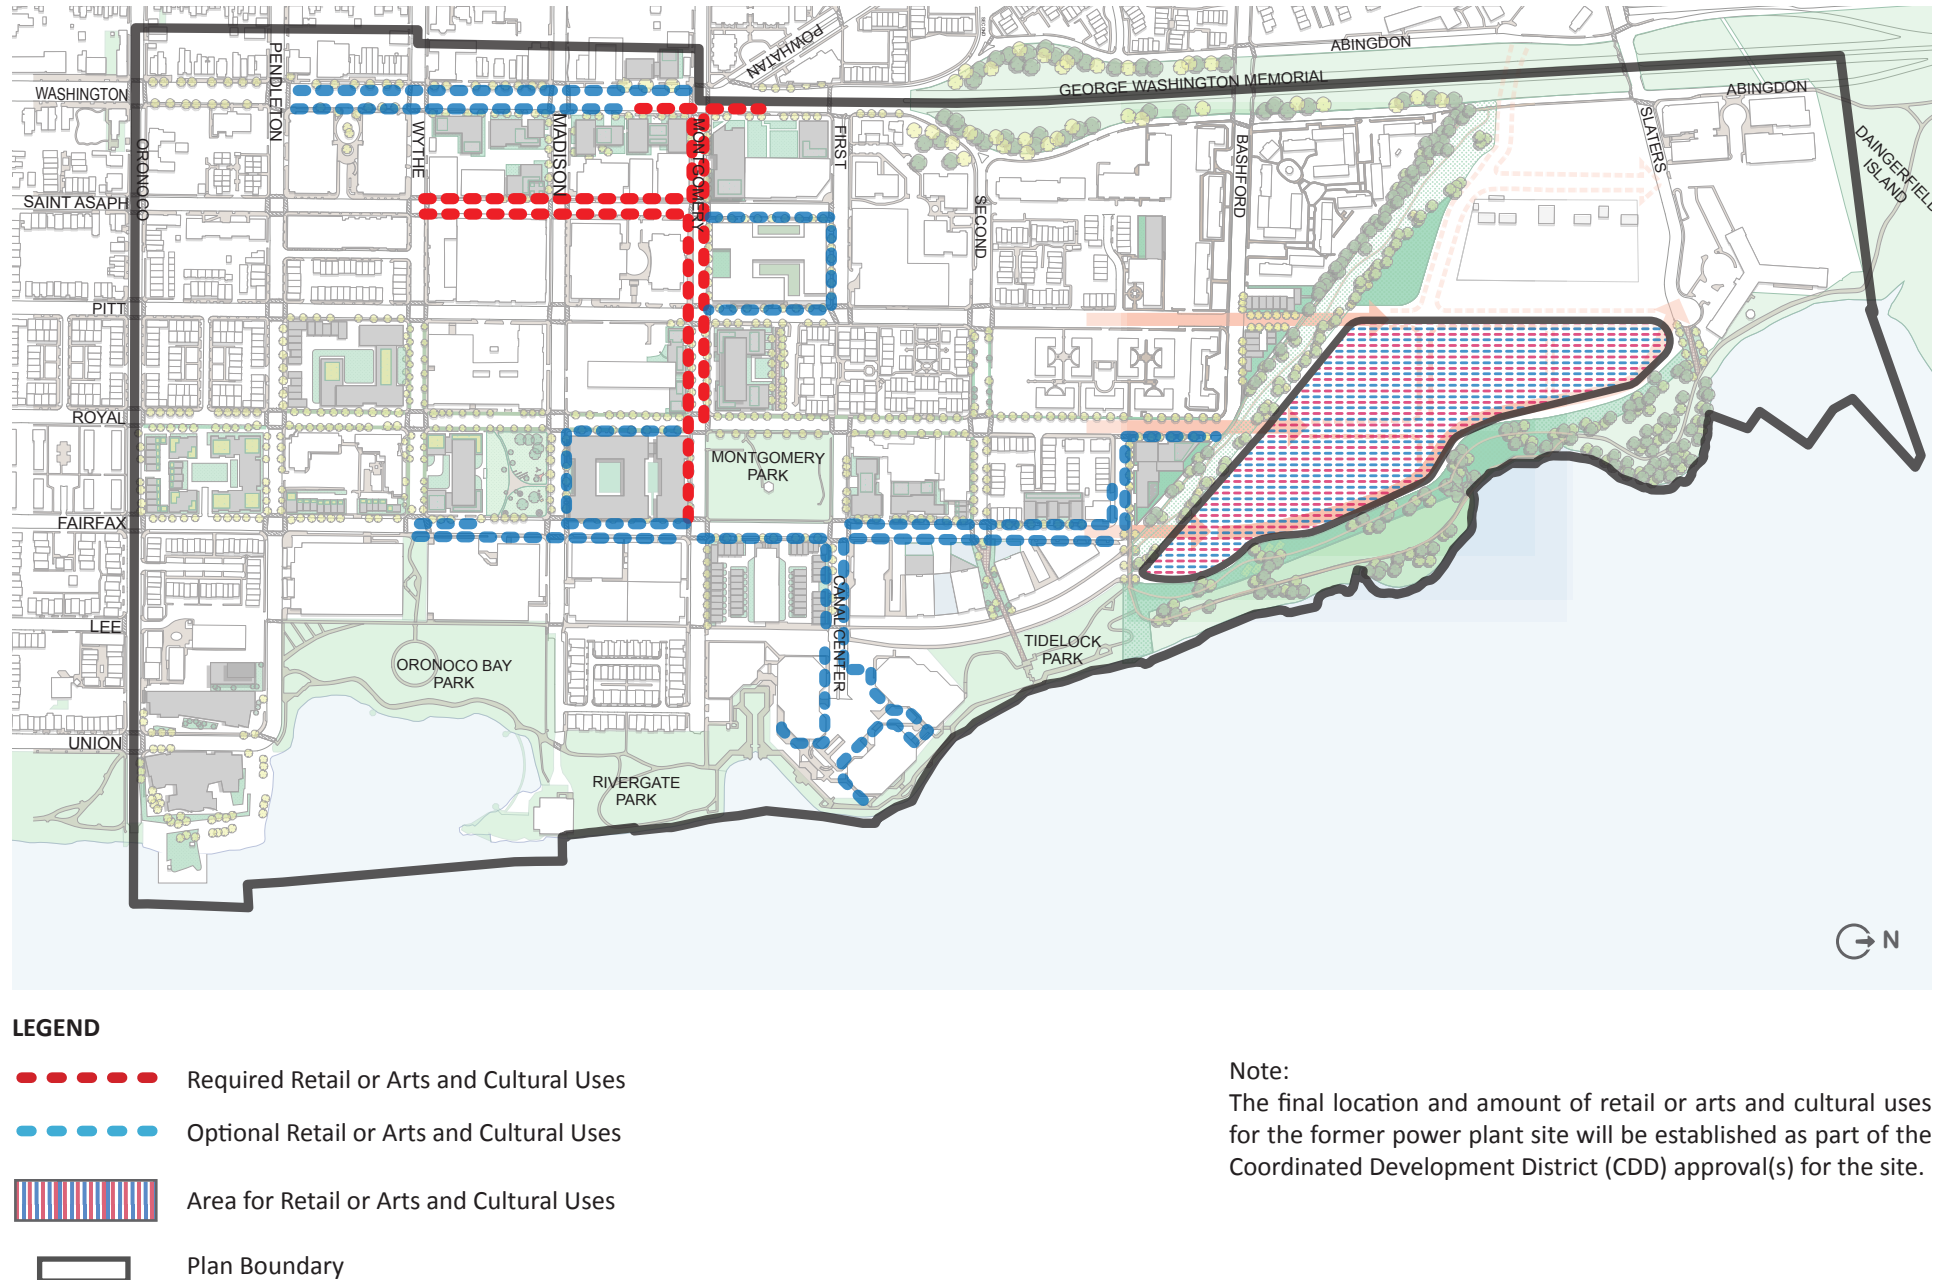 POWHATAN
SECOND
ABINGDON
GEORGE WASHINGTON MEMORIAL
ABINGDON
WASHINGTON
PENDLETON
ORONOCO
WYTHE
MADISON
MONTGOMERY
FIRST
SECOND
BASHFORD
SLATERS
DAINGERFIELD
ISLAND
SAINT ASAPH
PITT
ROYAL
MONTGOMERY
PARK
FAIRFAX
CANAL CENTER
LEE
TIDELOCK
PARK
ORONOCO BAY
PARK
UNION
RIVERGATE
PARK
N
LEGEND
Required Retail or Arts and Cultural Uses
Optional Retail or Arts and Cultural Uses
Area for Retail or Arts and Cultural Uses
Plan Boundary
Note:
The final location and amount of retail or arts and cultural uses
for the former power plant site will be established as part of the
Coordinated Development District (CDD) approval(s) for the site.